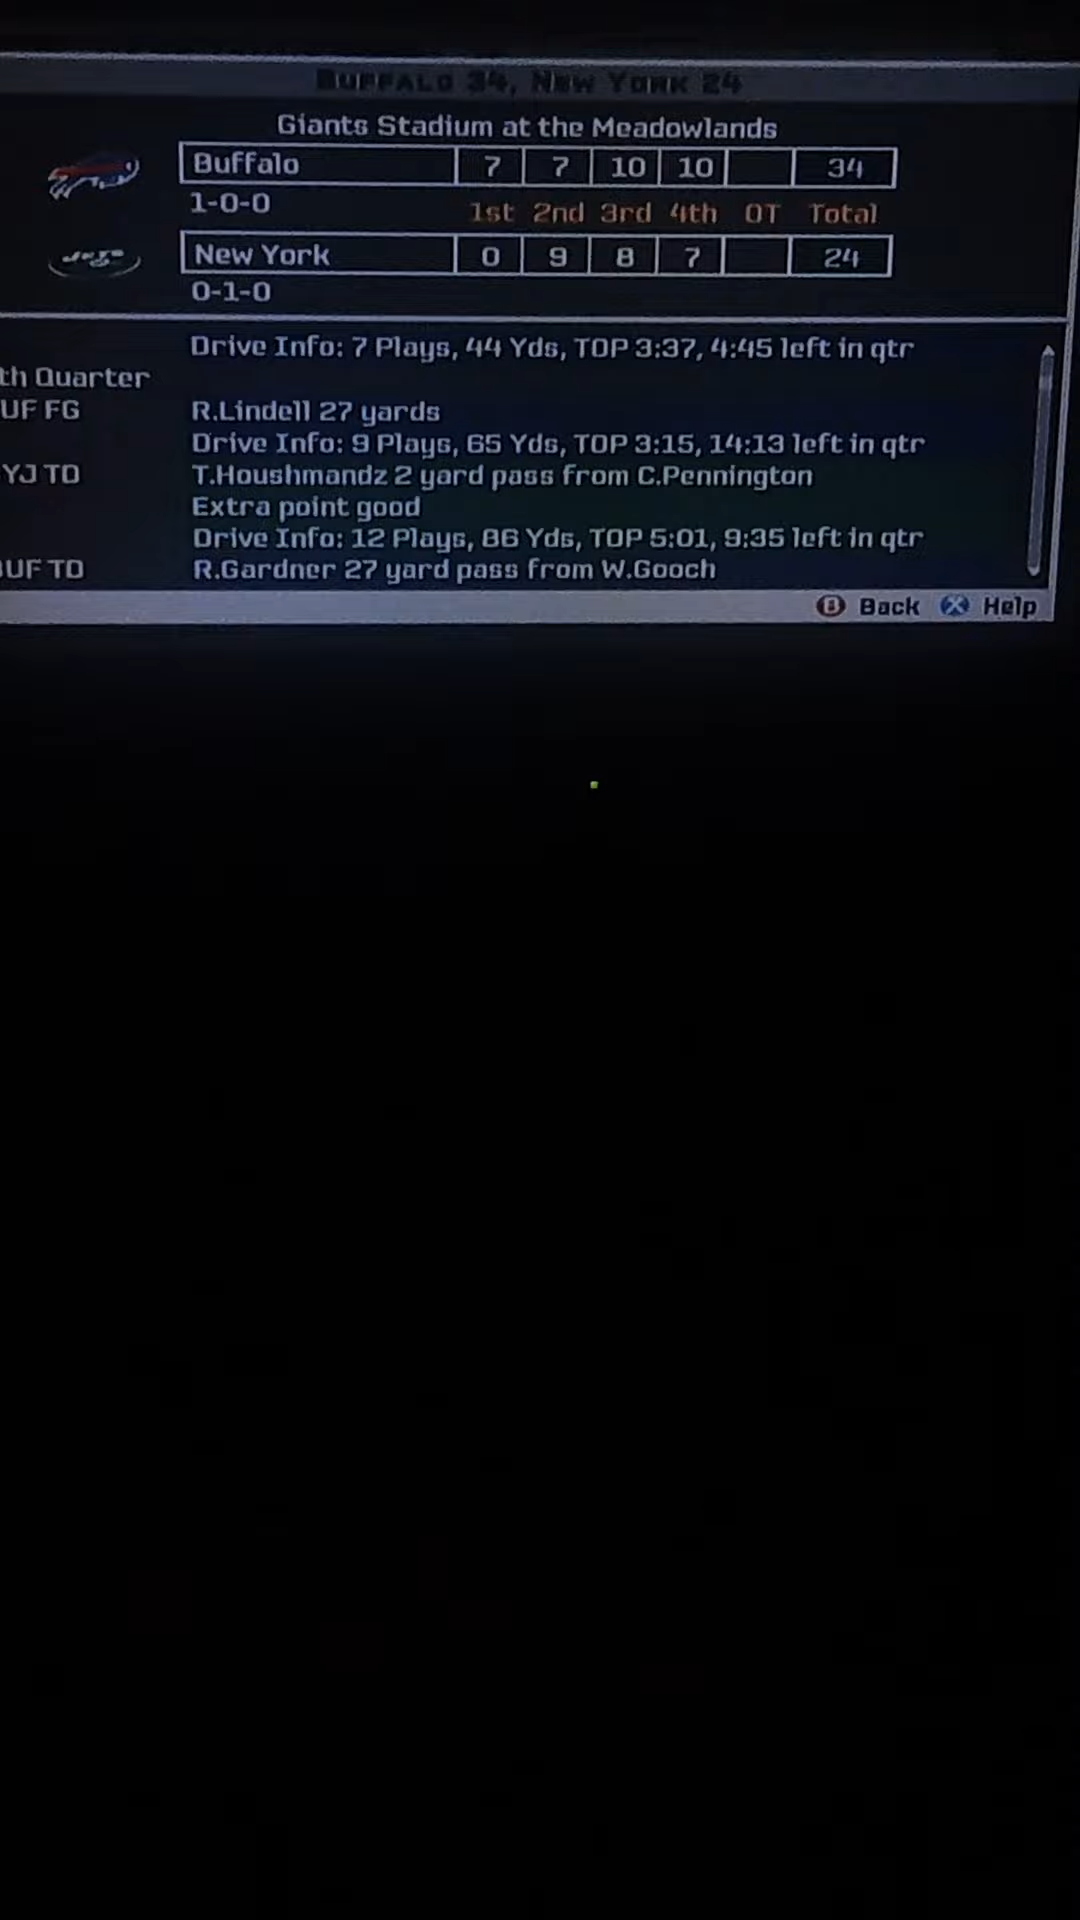 BUFFALO 34, NEW YORK 24
Giants Stadium at the Meadowlands
Buffalo 7 7 10 10 34
1-0-0 1st 2nd 3rd 4th OT Total
JETS
New York 0 9 8 7 24
0-1-0
Drive Info: 7 Plays, 44 Yds, TOP 3:37, 4:45 left in qtr
th Quarter
UF FG R.Lindell 27 yards
Drive Info: 9 Plays, 65 Yds, TOP 3:15, 14:13 left in qtr
YJ TD T.Houshmandz 2 yard pass from C.Pennington
Extra point good
Drive Info: 12 Plays, 86 Yds, TOP 5:01, 9:35 left in qtr
BUF TD R.Gardner 27 yard pass from W.Gooch
B Back X Help